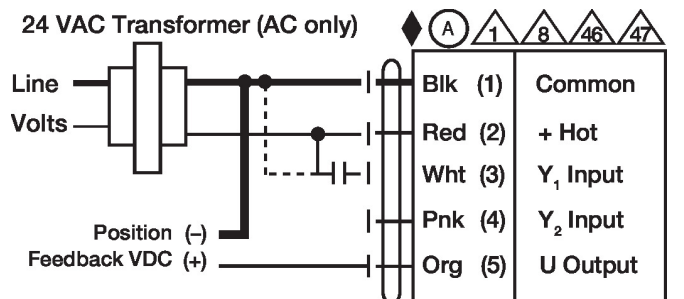 24 VAC Transformer (AC only)
A 1 8 46 47
Line
Volts
Blk (1) Common
Red (2) + Hot
Wht (3) Y₁ Input
Pnk (4) Y₂ Input
Position (–)
Feedback VDC (+)
Org (5) U Output